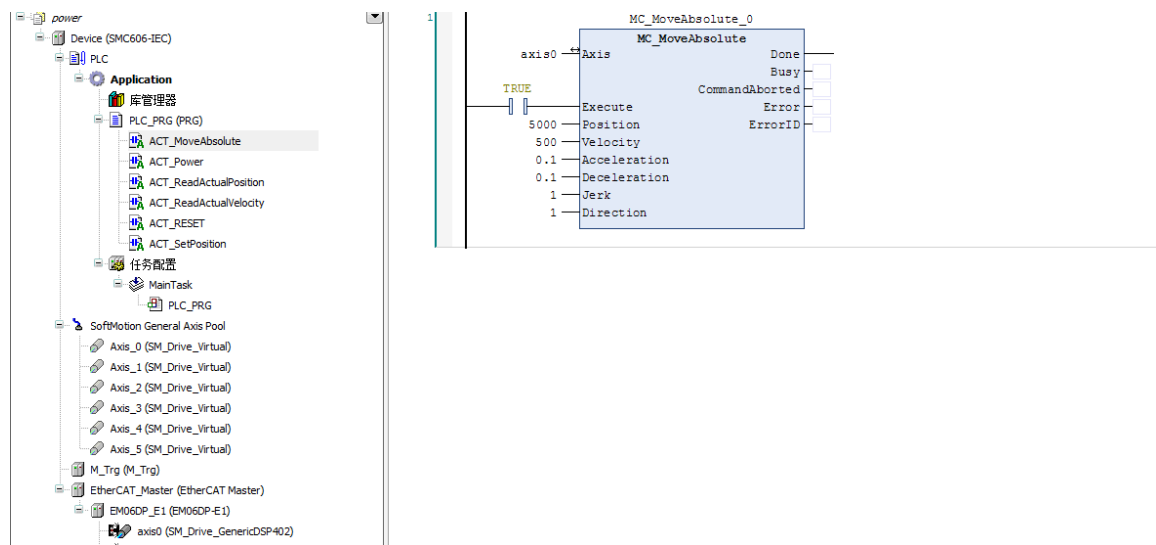 power
Device (SMC606-IEC)
PLC
Application
库管理器
PLC_PRG (PRG)
ACT_MoveAbsolute
ACT_Power
ACT_ReadActualPosition
ACT_ReadActualVelocity
ACT_RESET
ACT_SetPosition
任务配置
MainTask
PLC_PRG
SoftMotion General Axis Pool
Axis_0 (SM_Drive_Virtual)
Axis_1 (SM_Drive_Virtual)
Axis_2 (SM_Drive_Virtual)
Axis_3 (SM_Drive_Virtual)
Axis_4 (SM_Drive_Virtual)
Axis_5 (SM_Drive_Virtual)
M_Trg (M_Trg)
EtherCAT_Master (EtherCAT Master)
EM06DP_E1 (EM06DP-E1)
axis0 (SM_Drive_GenericDSP402)
1
MC_MoveAbsolute_0
MC_MoveAbsolute
axis0 Axis Done
Busy
TRUE CommandAborted
Execute Error
5000 Position ErrorID
500 Velocity
0.1 Acceleration
0.1 Deceleration
1 Jerk
1 Direction